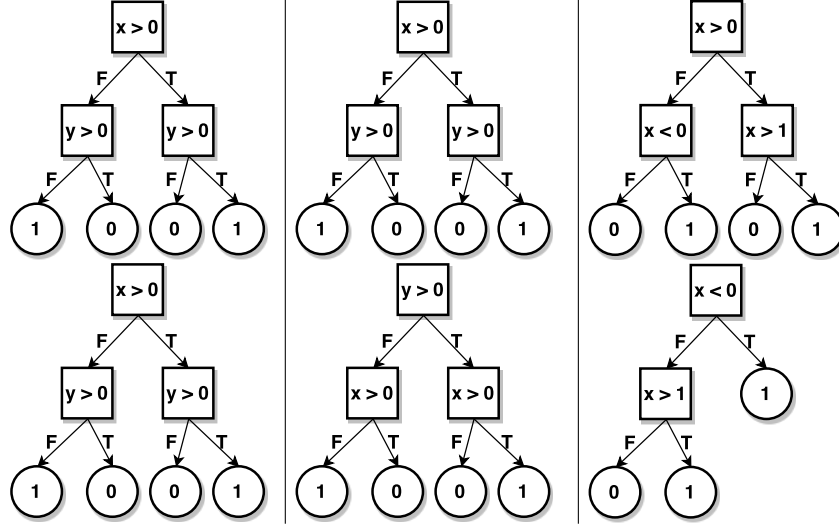 x > 0 x > 0 x > 0
F T F T F T
y > 0 y > 0 y > 0 y > 0 x < 0 x > 1
F T F T F T F T F T F T
1 0 0 1 1 0 0 1 0 1 0 1
x > 0 y > 0 x < 0
F T F T F T
y > 0 y > 0 x > 0 x > 0 x > 1 1
F T F T F T F T F T
1 0 0 1 1 0 0 1 0 1